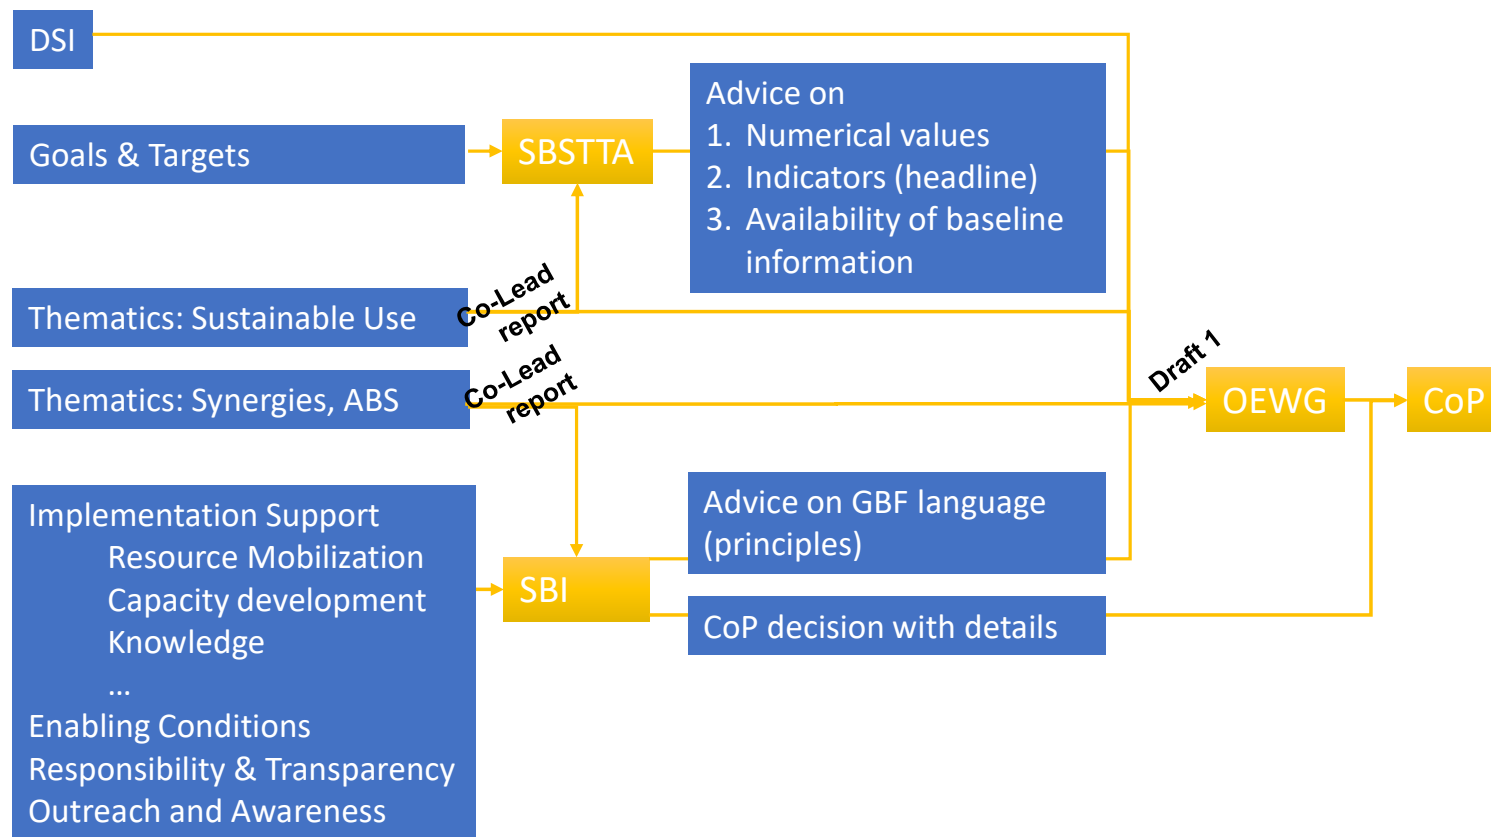 DSI
Goals & Targets
SBSTTA
Advice on
1. Numerical values
2. Indicators (headline)
3. Availability of baseline
information
Thematics: Sustainable Use
Co-Lead
report
Thematics: Synergies, ABS
Co-Lead
report
Draft 1
OEWG
CoP
Implementation Support
Resource Mobilization
Capacity development
Knowledge
...
Enabling Conditions
Responsibility & Transparency
Outreach and Awareness
SBI
Advice on GBF language
(principles)
CoP decision with details